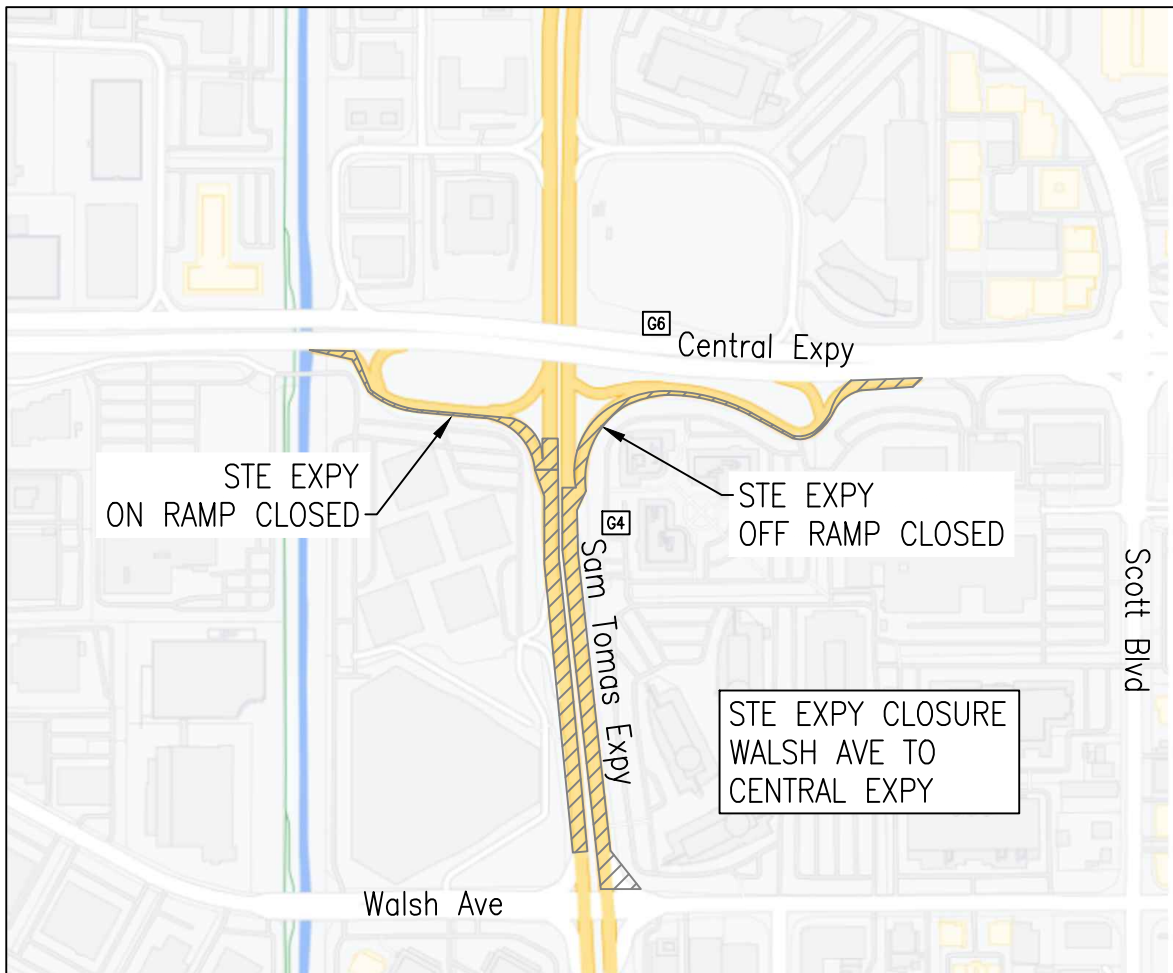 G6
Central Expy
STE EXPY
ON RAMP CLOSED
STE EXPY
OFF RAMP CLOSED
G4
Sam Tomas Expy
Scott Blvd
STE EXPY CLOSURE
WALSH AVE TO
CENTRAL EXPY
Walsh Ave